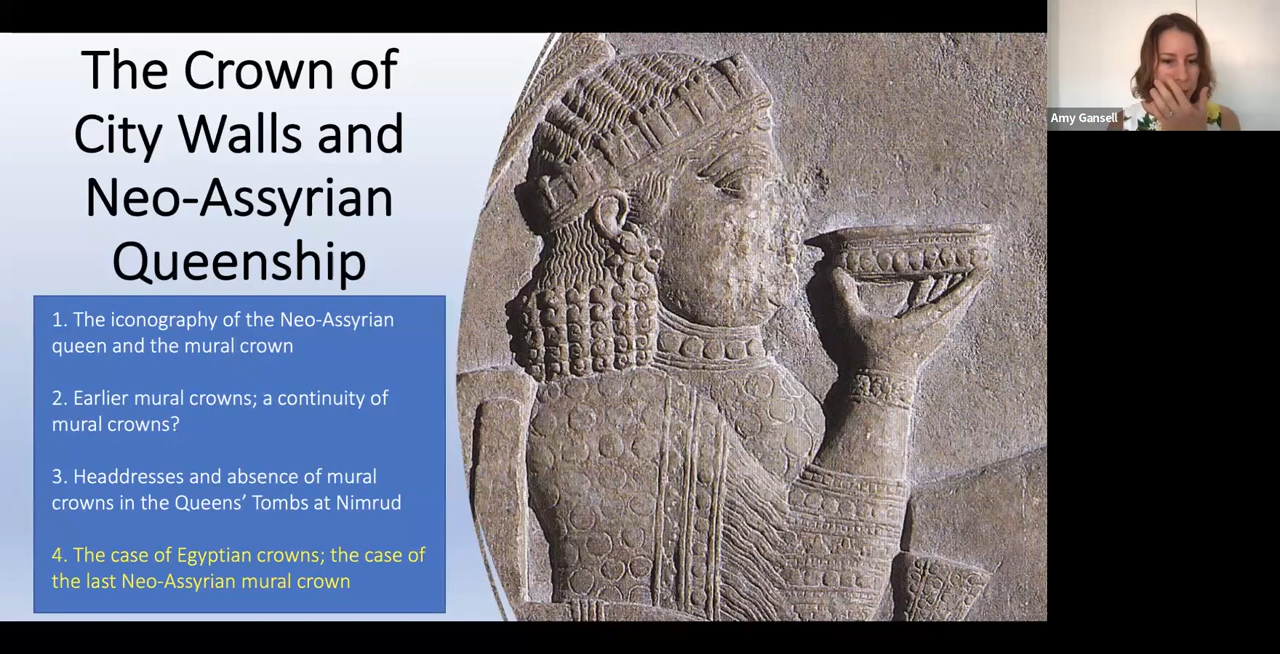 The Crown of
City Walls and
Neo-Assyrian
Queenship
1. The iconography of the Neo-Assyrian
queen and the mural crown
2. Earlier mural crowns; a continuity of
mural crowns?
3. Headdresses and absence of mural
crowns in the Queens’ Tombs at Nimrud
4. The case of Egyptian crowns; the case of
the last Neo-Assyrian mural crown
Amy Gansell